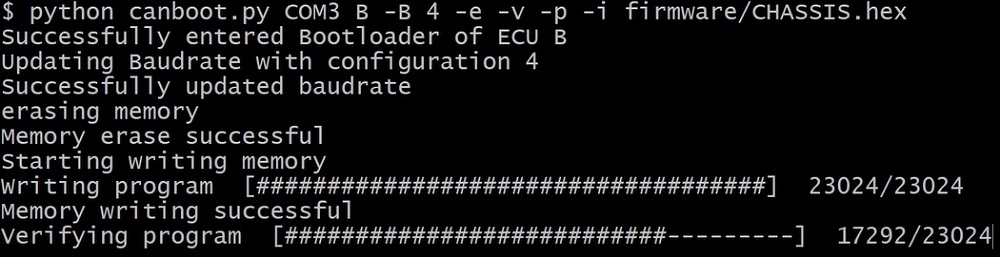 $ python canboot.py COM3 B -B 4 -e -v -p -i firmware/CHASSIS.hex
Successfully entered Bootloader of ECU B
Updating Baudrate with configuration 4
Successfully updated baudrate
erasing memory
Memory erase successful
Starting writing memory
Writing program  [####################################]  23024/23024
Memory writing successful
Verifying program  [###########################---------]  17292/23024